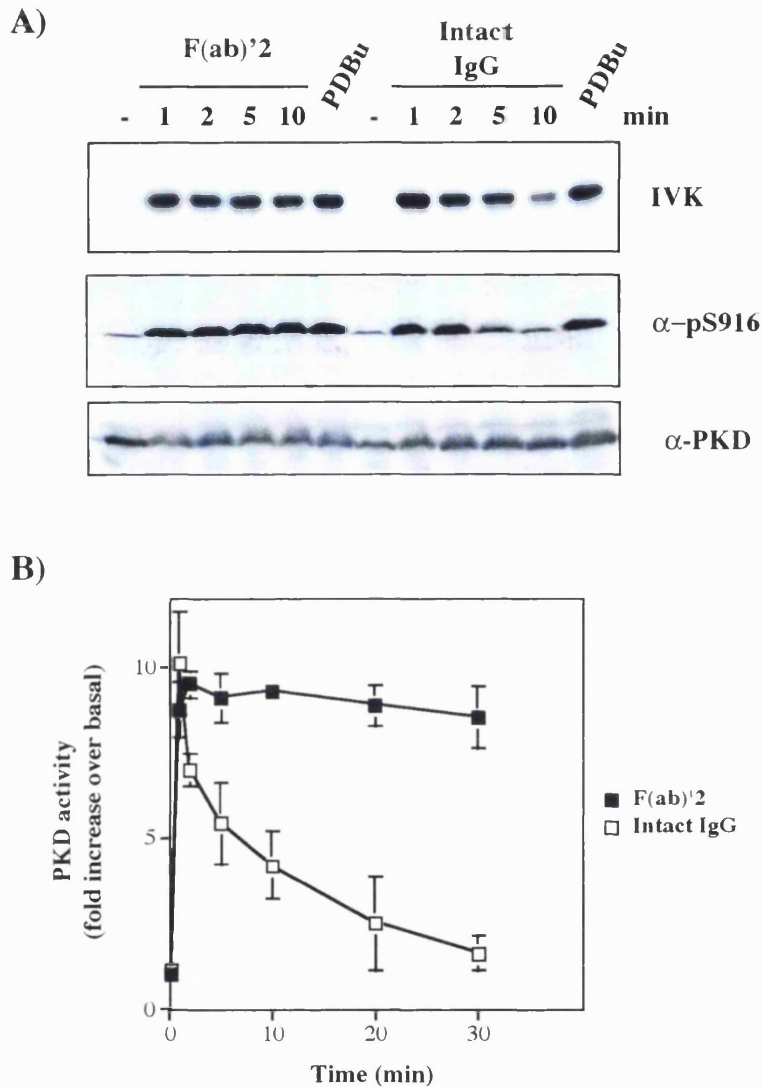 A)
F(ab)'2 PDBu Intact IgG PDBu
- 1 2 5 10 - 1 2 5 10 min
IVK
α-pS916
α-PKD
B)
PKD activity
(fold increase over basal)
10
5
0
0 10 20 30
Time (min)
F(ab)'2
Intact IgG